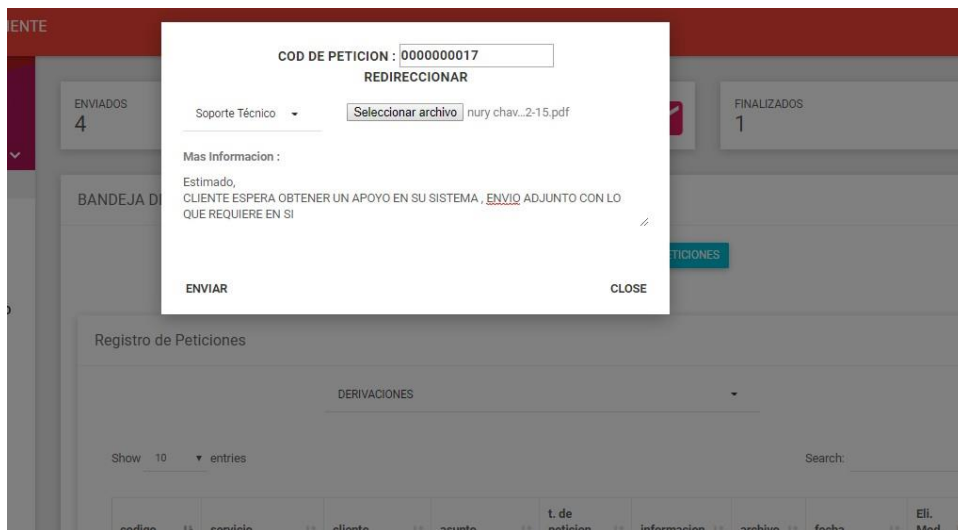 IENTE
COD DE PETICION : 0000000017
REDIRECCIONAR
Soporte Técnico
Seleccionar archivo nury chav...2-15.pdf
Mas Informacion :
Estimado,
CLIENTE ESPERA OBTENER UN APOYO EN SU SISTEMA , ENVIO ADJUNTO CON LO
QUE REQUIERE EN SI
ENVIAR
CLOSE
ENVIADOS
4
FINALIZADOS
1
BANDEJA DE
TICIONES
Registro de Peticiones
DERIVACIONES
Show 10 entries
Search:
codigo servicio cliente asunto t. de peticion informacion archivo fecha Eli. Mod